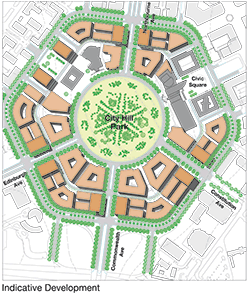 Civic
Square
City Hill
Park
Edinburgh
Ave
Constitution
Ave
Commonwealth
Ave
Indicative Development